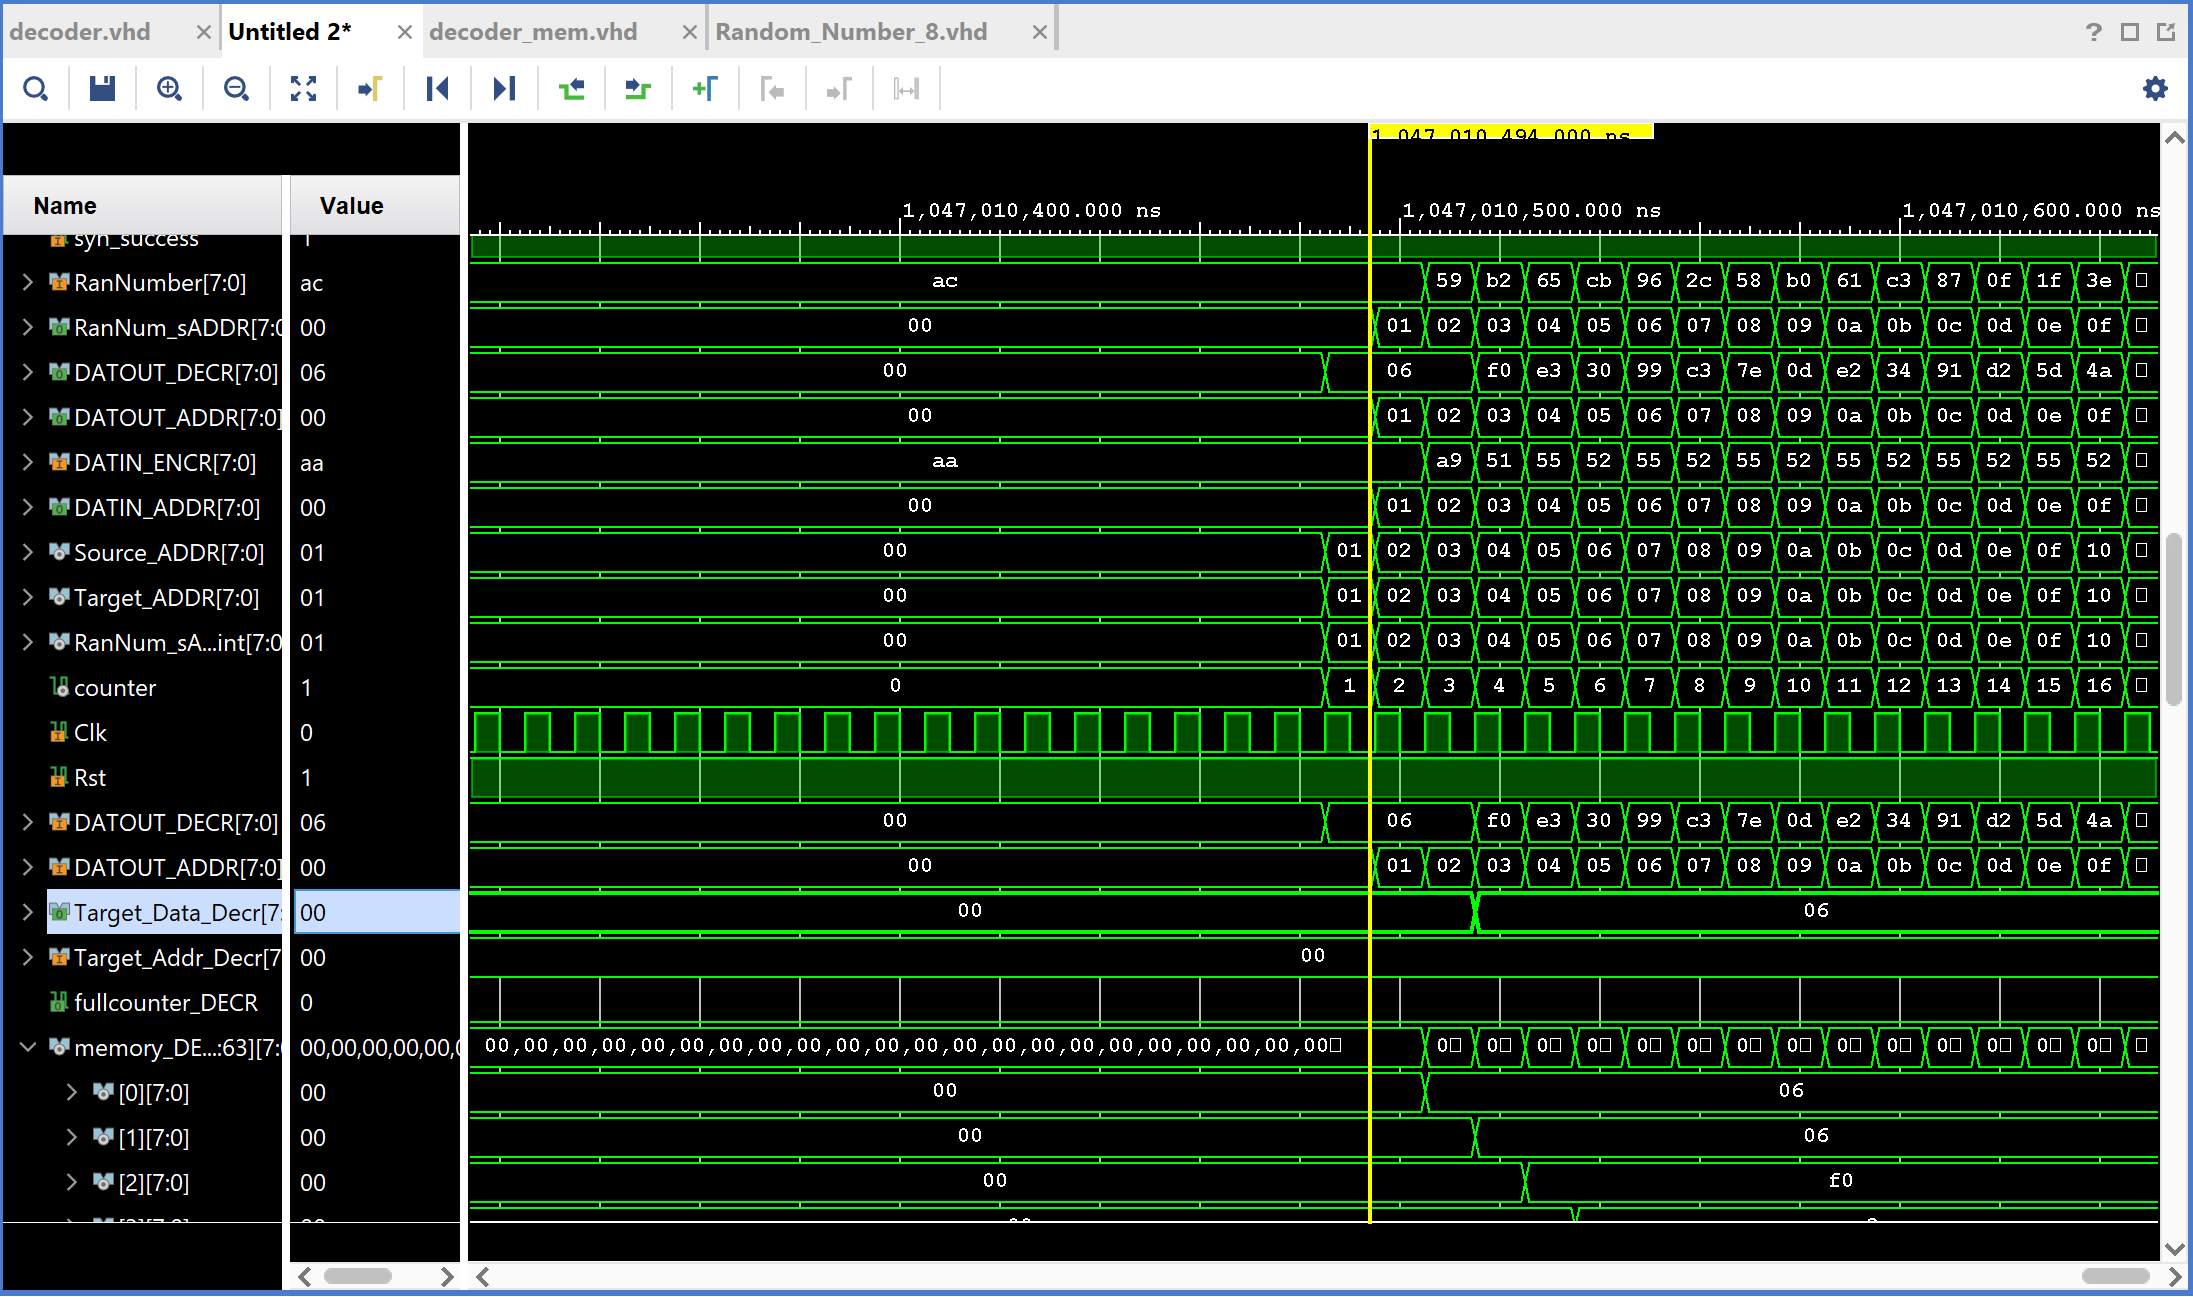 decoder.vhd Untitled 2* decoder_mem.vhd Random_Number_8.vhd ?
1,047,010,494.000 ns
Name Value 1,047,010,400.000 ns 1,047,010,500.000 ns 1,047,010,600.000 ns
syn_success 1
RanNumber[7:0] ac ac 59 b2 65 cb 96 2c 58 b0 61 c3 87 0f 1f 3e
RanNum_sADDR[7:0 00 00 01 02 03 04 05 06 07 08 09 0a 0b 0c 0d 0e 0f
DATOUT_DECR[7:0] 06 00 06 f0 e3 30 99 c3 7e 0d e2 34 91 d2 5d 4a
DATOUT_ADDR[7:0] 00 00 01 02 03 04 05 06 07 08 09 0a 0b 0c 0d 0e 0f
DATIN_ENCR[7:0] aa aa a9 51 55 52 55 52 55 52 55 52 55 52 55 52
DATIN_ADDR[7:0] 00 00 01 02 03 04 05 06 07 08 09 0a 0b 0c 0d 0e 0f
Source_ADDR[7:0] 01 00 01 02 03 04 05 06 07 08 09 0a 0b 0c 0d 0e 0f 10
Target_ADDR[7:0] 01 00 01 02 03 04 05 06 07 08 09 0a 0b 0c 0d 0e 0f 10
RanNum_sA...int[7:0 01 00 01 02 03 04 05 06 07 08 09 0a 0b 0c 0d 0e 0f 10
counter 1 0 1 2 3 4 5 6 7 8 9 10 11 12 13 14 15 16
Clk 0
Rst 1
DATOUT_DECR[7:0] 06 00 06 f0 e3 30 99 c3 7e 0d e2 34 91 d2 5d 4a
DATOUT_ADDR[7:0] 00 00 01 02 03 04 05 06 07 08 09 0a 0b 0c 0d 0e 0f
Target_Data_Decr[7: 00 00 06
Target_Addr_Decr[7 00 00
fullcounter_DECR 0
memory_DE...:63][7:0 00,00,00,00,00,0 00,00,00,00,00,00,00,00,00,00,00,00,00,00,00,00,00,00,00,00,00,00 0 0 0 0 0 0 0 0 0 0 0 0 0 0
[0][7:0] 00 00 06
[1][7:0] 00 00 06
[2][7:0] 00 00 f0